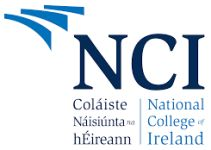 NCI
Coláiste
Náisiúnta na
hÉireann
National
College of
Ireland